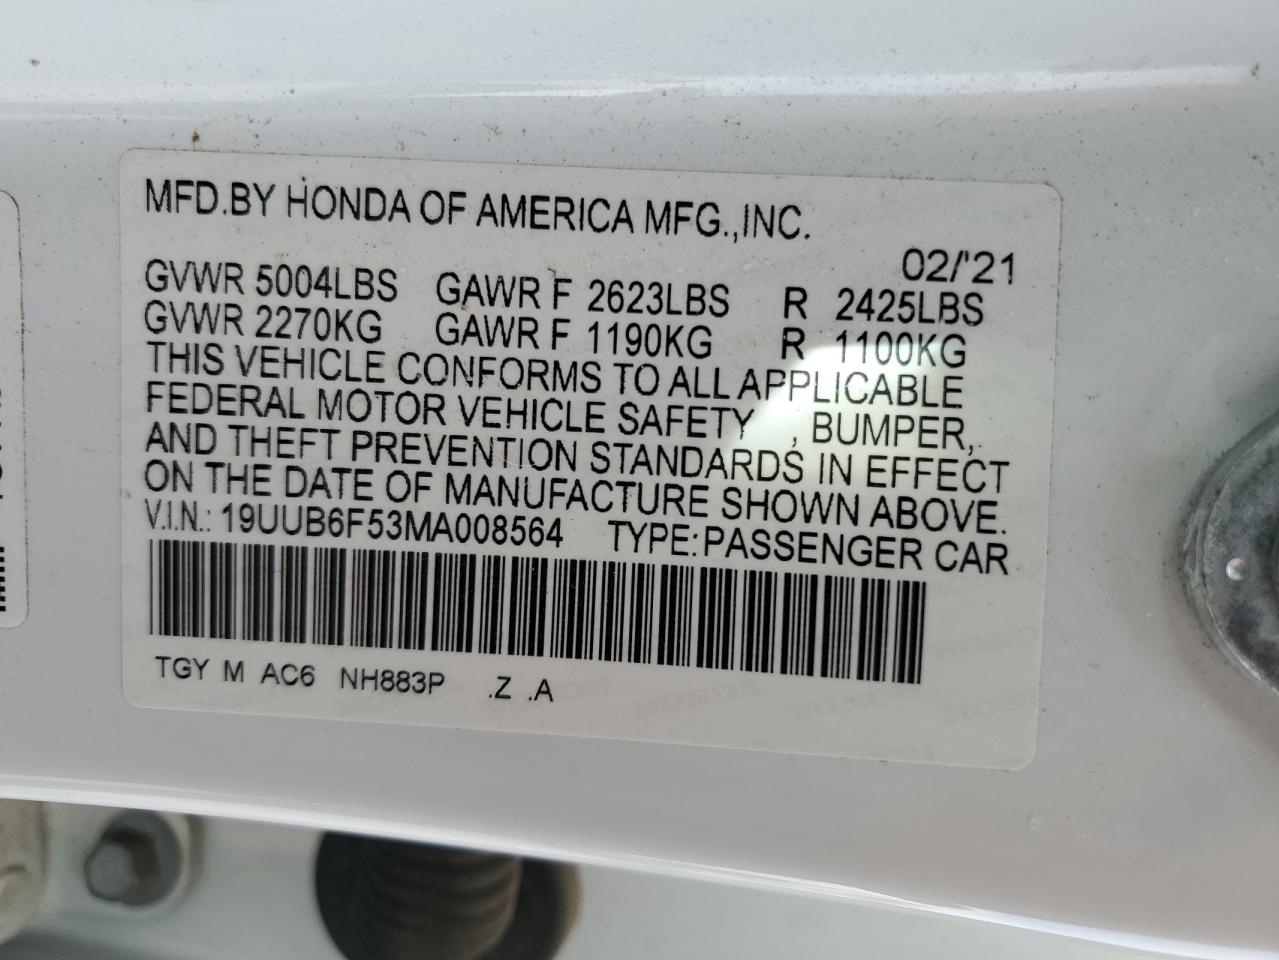 MFD.BY HONDA OF AMERICA MFG.,INC.
02/'21
GVWR 5004LBS GAWR F 2623LBS R 2425LBS
GVWR 2270KG GAWR F 1190KG R 1100KG
THIS VEHICLE CONFORMS TO ALL APPLICABLE
FEDERAL MOTOR VEHICLE SAFETY , BUMPER,
AND THEFT PREVENTION STANDARDS IN EFFECT
ON THE DATE OF MANUFACTURE SHOWN ABOVE.
V.I.N.: 19UUB6F53MA008564 TYPE:PASSENGER CAR
TGY M AC6 NH883P .Z .A